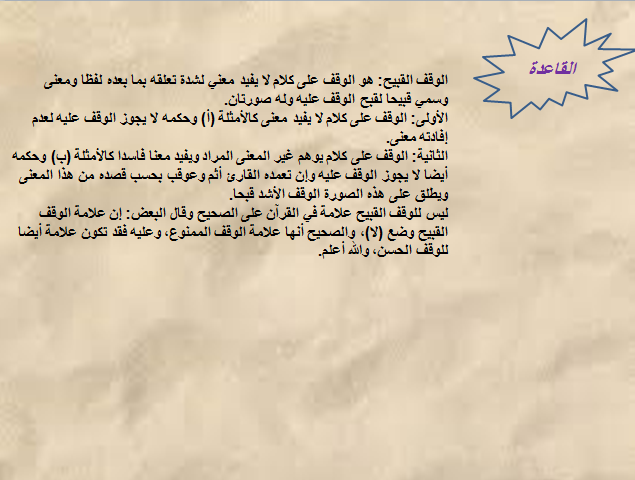 القاعدة
الوقف القبيح: هو الوقف على كلام لا يفيد معني لشدة تعلقه بما بعده لفظا ومعنى
وسمي قبيحا لقبح الوقف عليه وله صورتان.
الأولى: الوقف على كلام لا يفيد معنى كالأمثلة (أ) وحكمه لا يجوز الوقف عليه لعدم
إفادته معنى.
الثانية: الوقف على كلام يوهم غير المعنى المراد ويفيد معنا فاسدا كالأمثلة (ب) وحكمه
أيضا لا يجوز الوقف عليه وإن تعمده القارئ أثم وعوقب بحسب قصده من هذا المعنى
ويطلق على هذه الصورة الوقف الأشد قبحا.
ليس للوقف القبيح علامة في القرآن على الصحيح وقال البعض: إن علامة الوقف
القبيح وضع (لا)، والصحيح أنها علامة الوقف الممنوع، وعليه فقد تكون علامة أيضا
للوقف الحسن، والله أعلم.